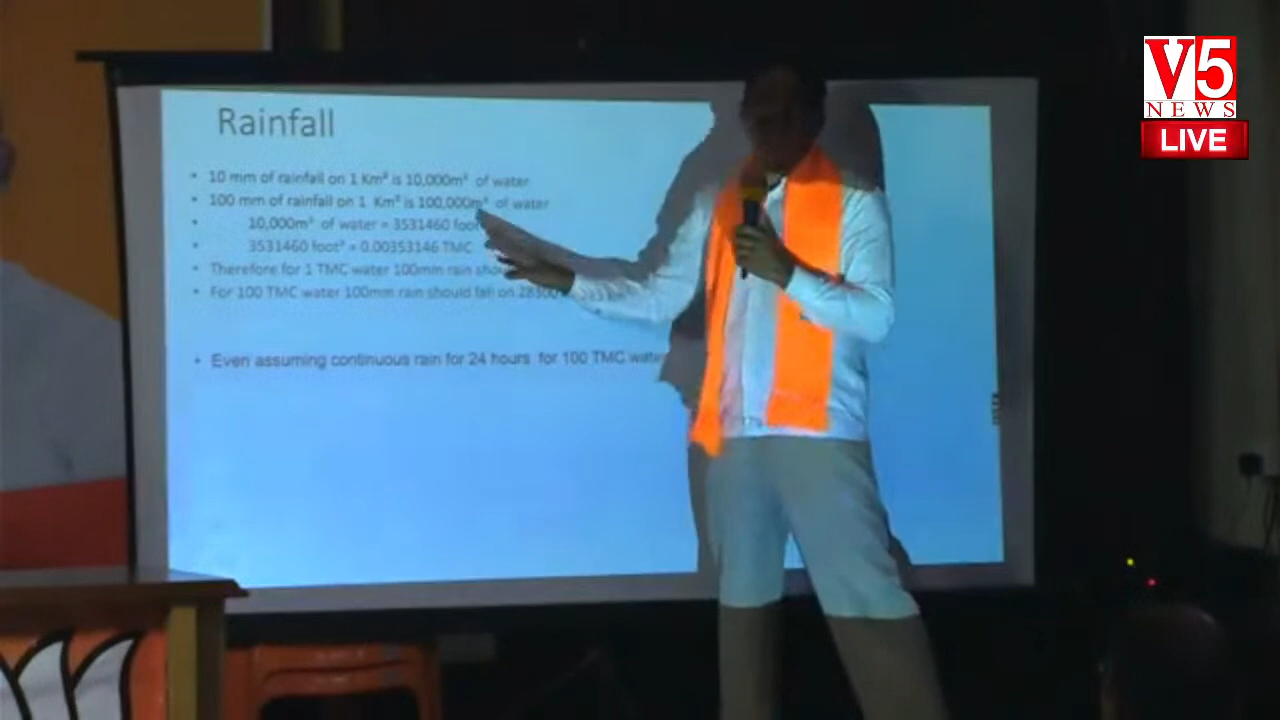 V5
NEWS
LIVE
Rainfall
• 10 mm of rainfall on 1 Km² is 10,000m³ of water
• 100 mm of rainfall on 1 Km² is 100,000m³ of water
• 10,000m³ of water = 3531460 foot
• 3531460 foot³ = 0.00353146 TMC
• Therefore for 1 TMC water 100mm rain
• For 100 TMC water 100mm rain should fall on
• Even assuming continuous rain for 24 hours for 100 TMC water